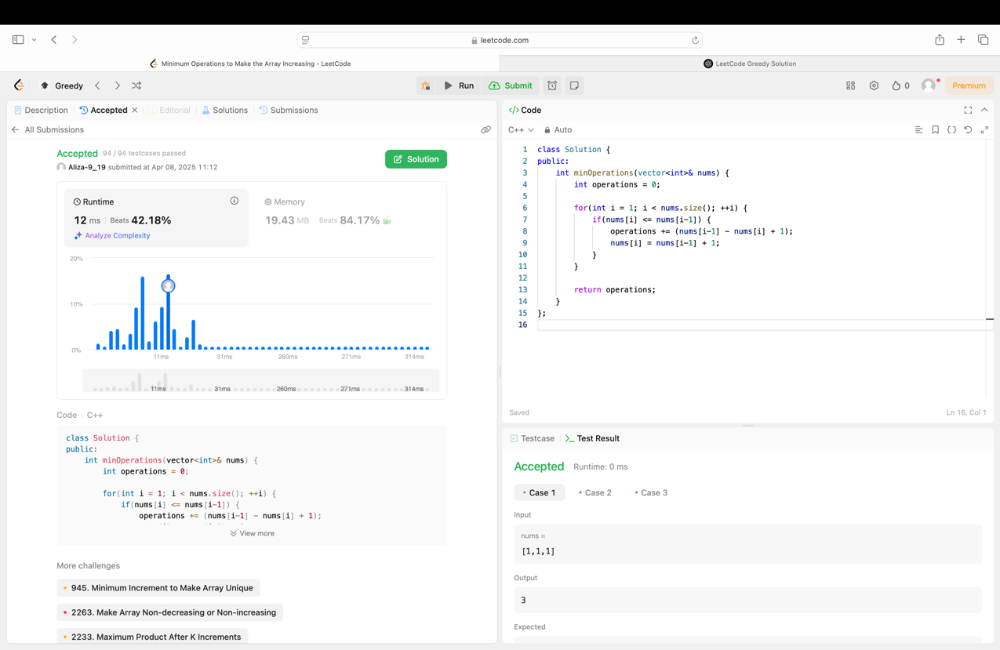 leetcode.com
Minimum Operations to Make the Array Increasing - LeetCode
LeetCode Greedy Solution
Greedy
Run
Submit
0
Premium
Description
Accepted
Editorial
Solutions
Submissions
All Submissions
Accepted 94 / 94 testcases passed
Aliza-9_19 submitted at Apr 08, 2025 11:12
Solution
Runtime
12 ms Beats 42.18%
Analyze Complexity
Memory
19.43 MB Beats 84.17%
20%
10%
0%
11ms 31ms 260ms 271ms 314ms
11ms 31ms 260ms 271ms 314ms
Code C++
class Solution {
public:
    int minOperations(vector<int>& nums) {
        int operations = 0;
        for(int i = 1; i < nums.size(); ++i) {
            if(nums[i] <= nums[i-1]) {
                operations += (nums[i-1] - nums[i] + 1);
View more
More challenges
945. Minimum Increment to Make Array Unique
2263. Make Array Non-decreasing or Non-increasing
2233. Maximum Product After K Increments
Code
C++ Auto
1 class Solution {
2 public:
3     int minOperations(vector<int>& nums) {
4         int operations = 0;
5
6         for(int i = 1; i < nums.size(); ++i) {
7             if(nums[i] <= nums[i-1]) {
8                 operations += (nums[i-1] - nums[i] + 1);
9                 nums[i] = nums[i-1] + 1;
10             }
11         }
12
13         return operations;
14     }
15 };
16
Saved
Ln 16, Col 1
Testcase
>_ Test Result
Accepted Runtime: 0 ms
Case 1 Case 2 Case 3
Input
nums =
[1,1,1]
Output
3
Expected